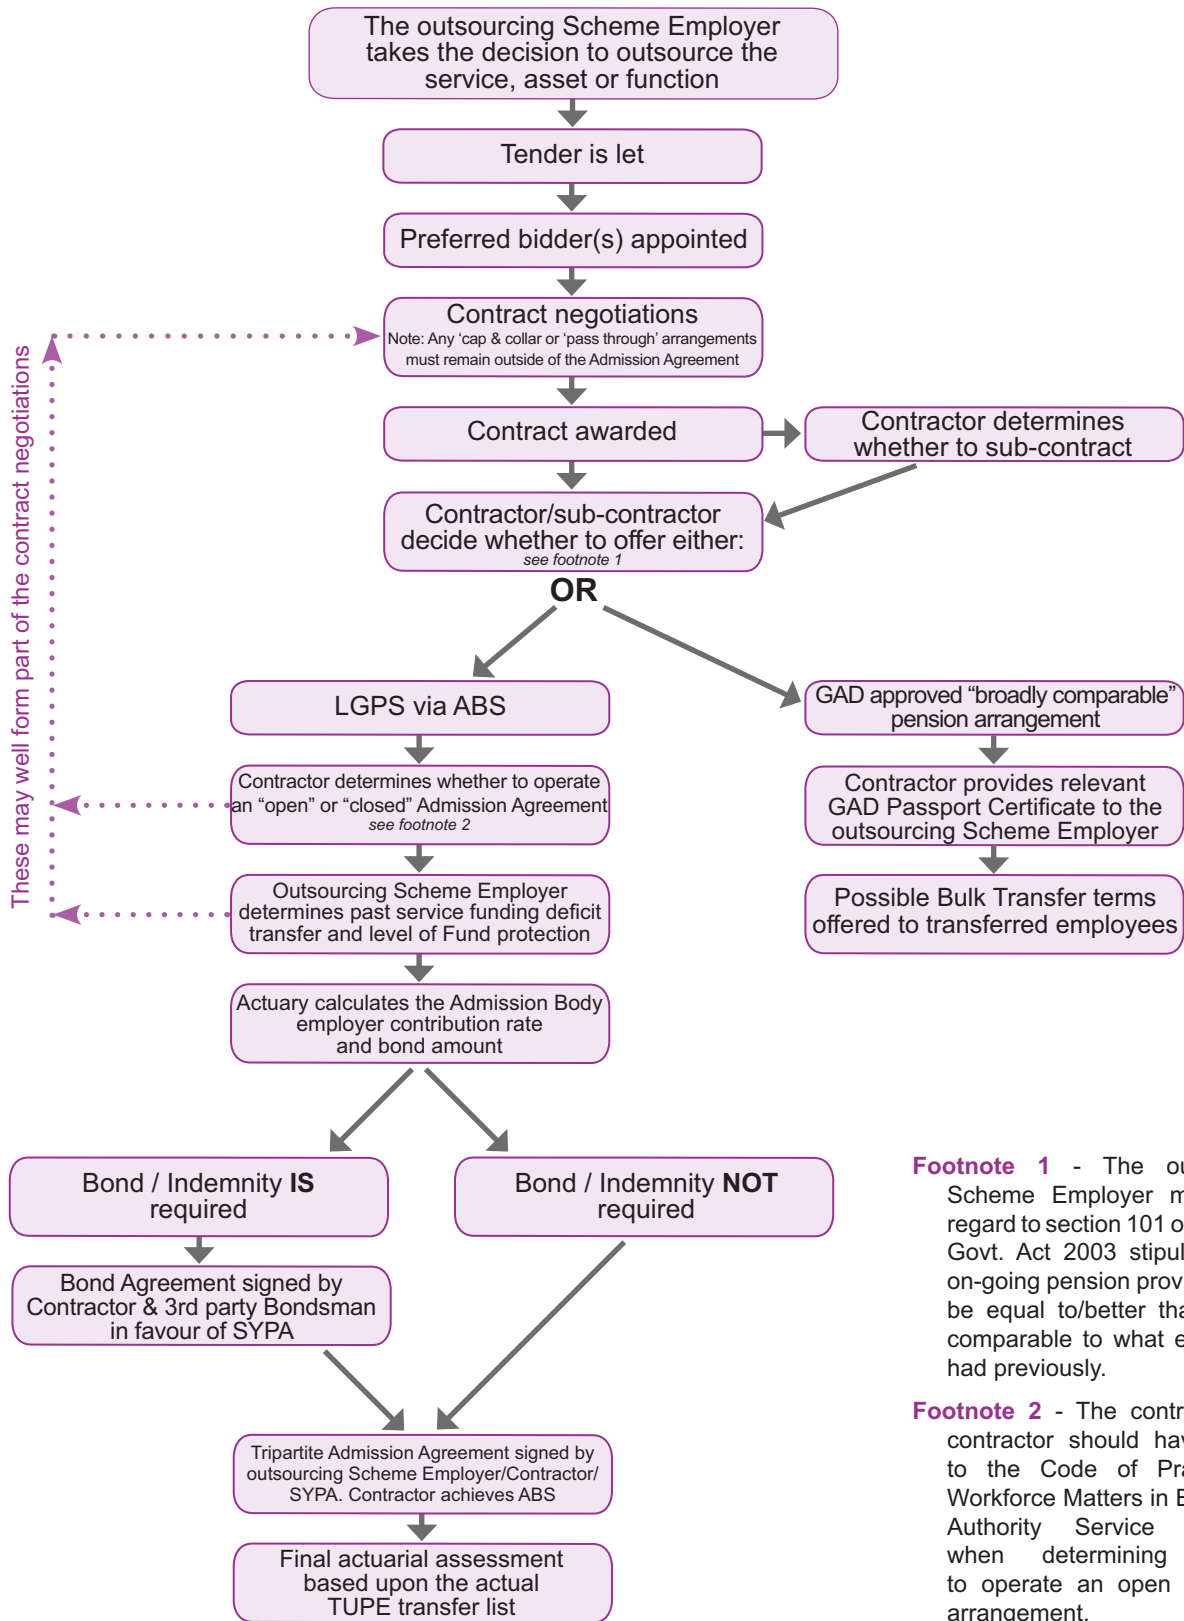 The outsourcing Scheme Employer
takes the decision to outsource the
service, asset or function
Tender is let
Preferred bidder(s) appointed
Contract negotiations
Note: Any ‘cap & collar or ‘pass through’ arrangements
must remain outside of the Admission Agreement
Contract awarded
Contractor determines
whether to sub-contract
Contractor/sub-contractor
decide whether to offer either:
see footnote 1
OR
These may well form part of the contract negotiations
LGPS via ABS
Contractor determines whether to operate
an “open” or “closed” Admission Agreement
see footnote 2
Outsourcing Scheme Employer
determines past service funding deficit
transfer and level of Fund protection
Actuary calculates the Admission Body
employer contribution rate
and bond amount
GAD approved “broadly comparable”
pension arrangement
Contractor provides relevant
GAD Passport Certificate to the
outsourcing Scheme Employer
Possible Bulk Transfer terms
offered to transferred employees
Bond / Indemnity IS
required
Bond / Indemnity NOT
required
Bond Agreement signed by
Contractor & 3rd party Bondsman
in favour of SYPA
Tripartite Admission Agreement signed by
outsourcing Scheme Employer/Contractor/
SYPA. Contractor achieves ABS
Final actuarial assessment
based upon the actual
TUPE transfer list
Footnote 1 - The ou
Scheme Employer m
regard to section 101 o
Govt. Act 2003 stipul
on-going pension prov
be equal to/better tha
comparable to what e
had previously.
Footnote 2 - The contr
contractor should hav
to the Code of Pra
Workforce Matters in E
Authority Service
when determining
to operate an open
arrangement.